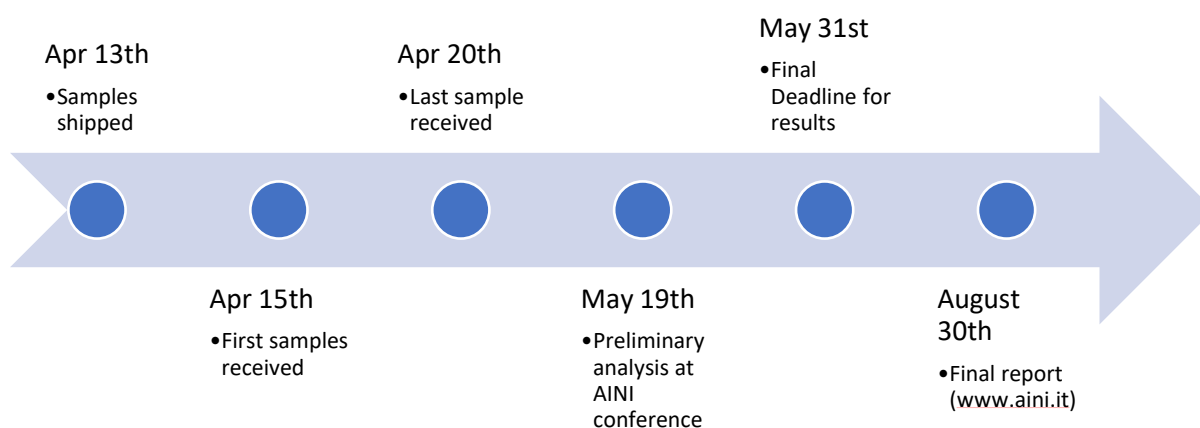 Apr 13th
•Samples
shipped
Apr 15th
•First samples
received
Apr 20th
•Last sample
received
May 19th
•Preliminary
analysis at
AINI
conference
May 31st
•Final
Deadline for
results
August
30th
•Final report
(www.aini.it)